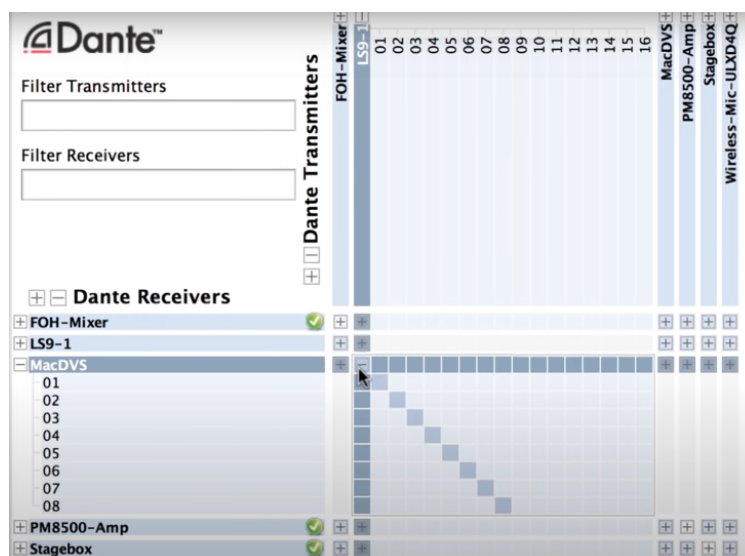 Dante™
Filter Transmitters
Filter Receivers
Dante Transmitters
Dante Receivers
FOH-Mixer
LS9-1
01
02
03
04
05
06
07
08
09
10
11
12
13
14
15
16
MacDVS
PM8500-Amp
Stagebox
Wireless-Mic-ULXD4Q
FOH-Mixer
LS9-1
MacDVS
01
02
03
04
05
06
07
08
PM8500-Amp
Stagebox